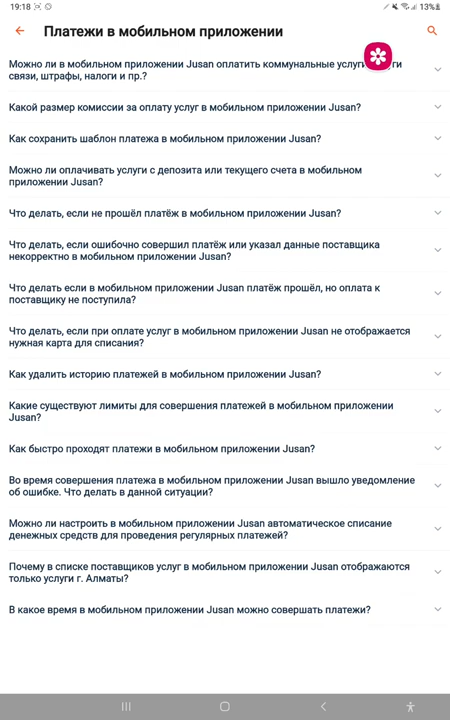 19:18 13%
Платежи в мобильном приложении
Можно ли в мобильном приложении Jusan оплатить коммунальные услуги
связи, штрафы, налоги и пр.?
Какой размер комиссии за оплату услуг в мобильном приложении Jusan?
Как сохранить шаблон платежа в мобильном приложении Jusan?
Можно ли оплачивать услуги с депозита или текущего счета в мобильном
приложении Jusan?
Что делать, если не прошёл платёж в мобильном приложении Jusan?
Что делать, если ошибочно совершил платёж или указал данные поставщика
некорректно в мобильном приложении Jusan?
Что делать если в мобильном приложении Jusan платёж прошёл, но оплата к
поставщику не поступила?
Что делать, если при оплате услуг в мобильном приложении Jusan не отображается
нужная карта для списания?
Как удалить историю платежей в мобильном приложении Jusan?
Какие существуют лимиты для совершения платежей в мобильном приложении
Jusan?
Как быстро проходят платежи в мобильном приложении Jusan?
Во время совершения платежа в мобильном приложении Jusan вышло уведомление
об ошибке. Что делать в данной ситуации?
Можно ли настроить в мобильном приложении Jusan автоматическое списание
денежных средств для проведения регулярных платежей?
Почему в списке поставщиков услуг в мобильном приложении Jusan отображаются
только услуги г. Алматы?
В какое время в мобильном приложении Jusan можно совершать платежи?